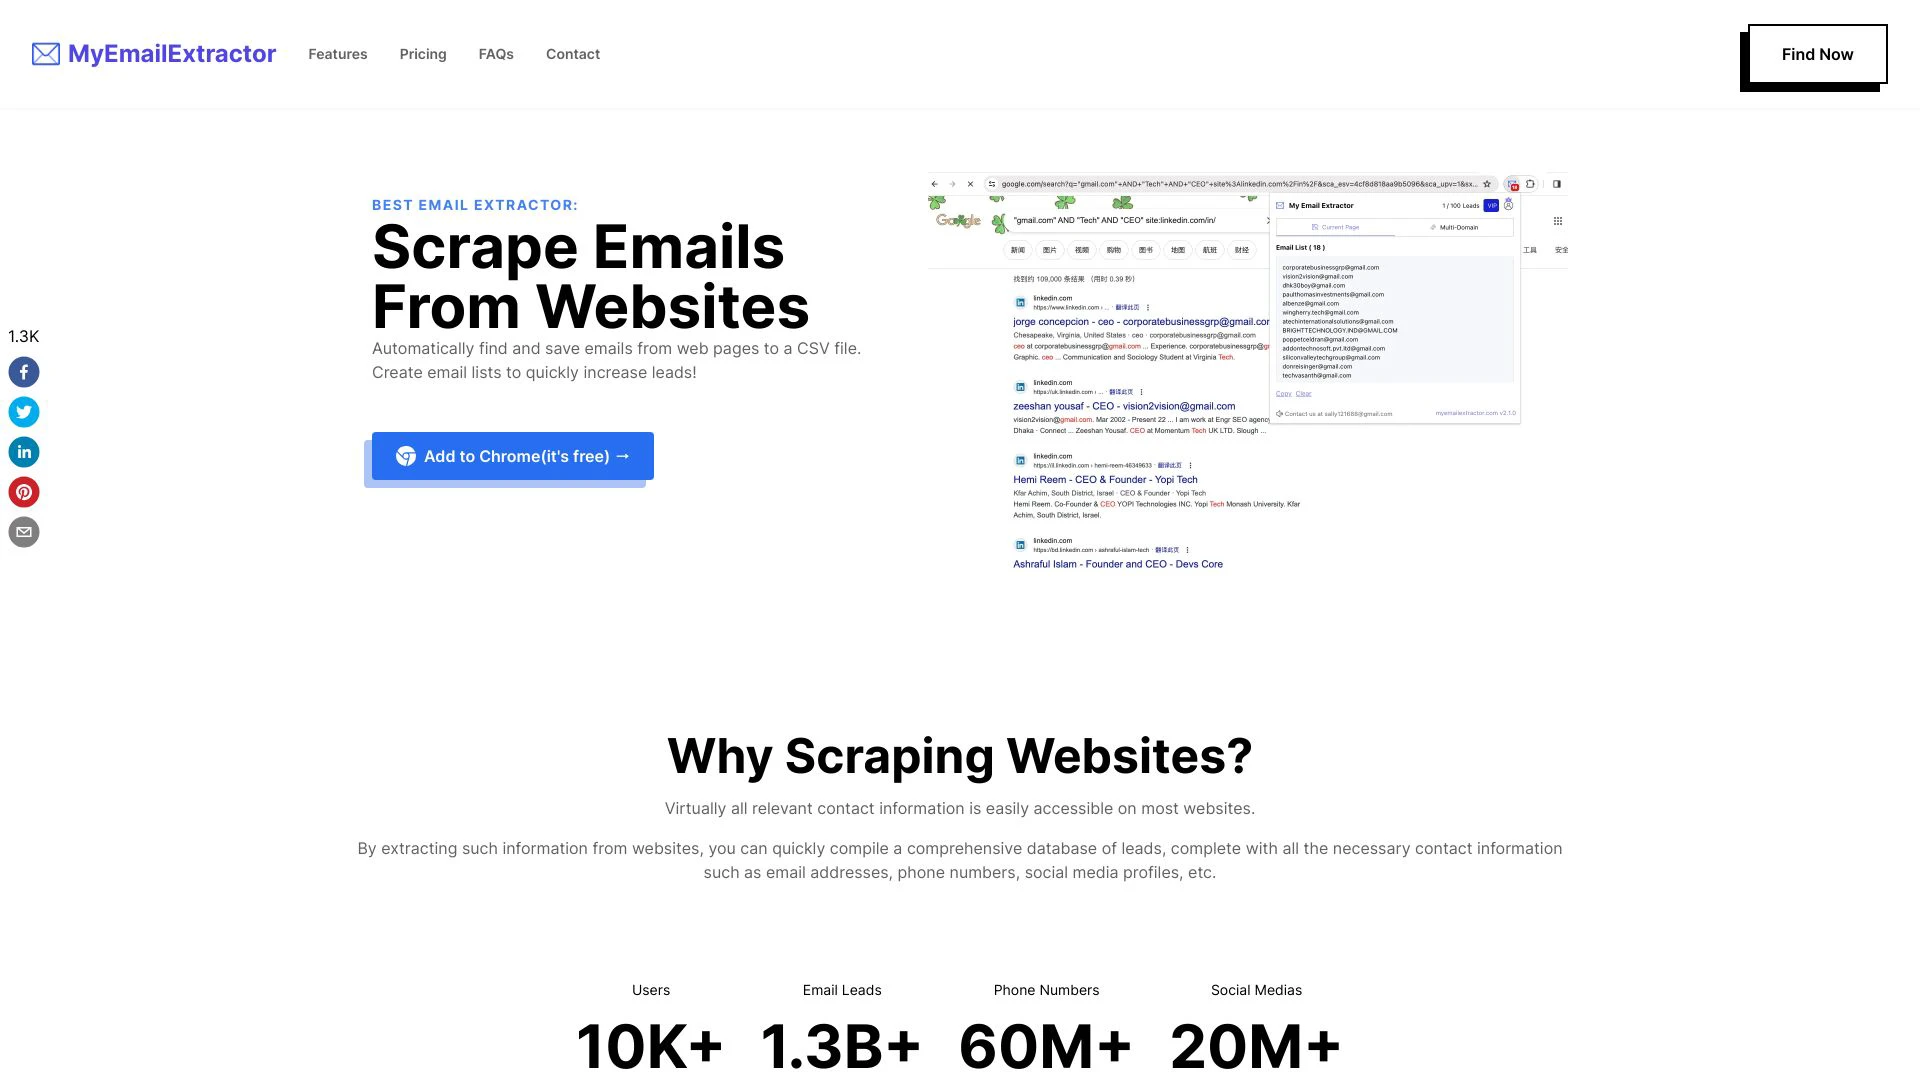 MyEmailExtractor
Features
Pricing
FAQs
Contact
Find Now
BEST EMAIL EXTRACTOR:
Scrape Emails
From Websites
Automatically find and save emails from web pages to a CSV file.
Create email lists to quickly increase leads!
Add to Chrome(it's free) →
1.3K
google.com/search?q="gmail.com"+AND+"Tech"+AND+"CEO"+site%3Alinkedin.com%2Fin%2F&sca_esv=4cf8d818aa9b5096&sca_upv=1&sx...
Google
"gmail.com" AND "Tech" AND "CEO" site:linkedin.com/in/
新闻
图片
视频
购物
图书
地图
航班
财经
工具
安全
找到约 109,000 条结果 (用时 0.39 秒)
linkedin.com
https://www.linkedin.com › ... · 翻译此页
jorge concepcion - ceo - corporatebusinessgrp@gmail.cor
Chesapeake, Virginia, United States · ceo · corporatebusinessgrp@gmail.com
ceo at corporatebusinessgrp@gmail.com ... Experience. corporatebusinessgrp@g
Graphic. ceo ... Communication and Sociology Student at Virginia Tech.
linkedin.com
https://uk.linkedin.com › ... · 翻译此页
zeeshan yousaf - CEO - vision2vision@gmail.com
vision2vision@gmail.com. Mar 2002 - Present 22 ... I am work at Engr SEO agency
Dhaka · Connect ... Zeeshan Yousaf. CEO at Momentum Tech UK LTD. Slough ...
linkedin.com
https://il.linkedin.com › hemi-reem-46349633 · 翻译此页
Hemi Reem - CEO & Founder - Yopi Tech
Kfar Achim, South District, Israel · CEO & Founder · Yopi Tech
Hemi Reem. Co-Founder & CEO YOPI Technologies INC. Yopi Tech Monash University. Kfar
Achim, South District, Israel.
linkedin.com
https://bd.linkedin.com › ashraful-islam-tech · 翻译此页
Ashraful Islam - Founder and CEO - Devs Core
18
My Email Extractor
1 / 100 Leads
VIP
Current Page
Multi-Domain
Email List ( 18 )
corporatebusinessgrp@gmail.com
vision2vision@gmail.com
dhk30boy@gmail.com
paulthomasinvestments@gmail.com
albenze@gmail.com
wingherry.tech@gmail.com
atechinternationalsolutions@gmail.com
BRIGHTTECHNOLOGY.IND@GMAIL.COM
poppetceldran@gmail.com
addontechnosoft.pvt.ltd@gmail.com
siliconvalleytechgroup@gmail.com
donreisinger@gmail.com
techvasanth@gmail.com
Copy Clear
Contact us at sally121688@gmail.com
myemailextractor.com v2.1.0
Why Scraping Websites?
Virtually all relevant contact information is easily accessible on most websites.
By extracting such information from websites, you can quickly compile a comprehensive database of leads, complete with all the necessary contact information
such as email addresses, phone numbers, social media profiles, etc.
Users
10K+
Email Leads
1.3B+
Phone Numbers
60M+
Social Medias
20M+